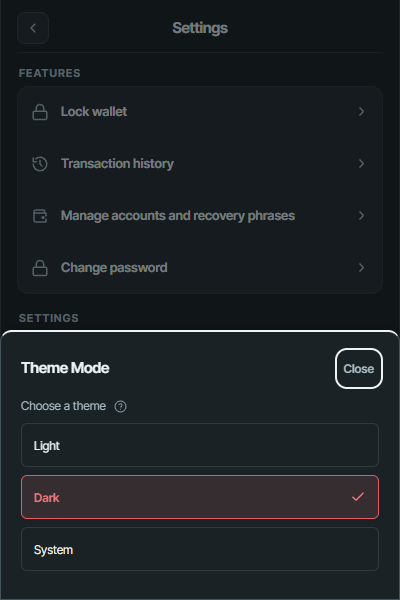 Settings
FEATURES
Lock wallet
Transaction history
Manage accounts and recovery phrases
Change password
SETTINGS
Theme Mode
Close
Choose a theme
Light
Dark
System